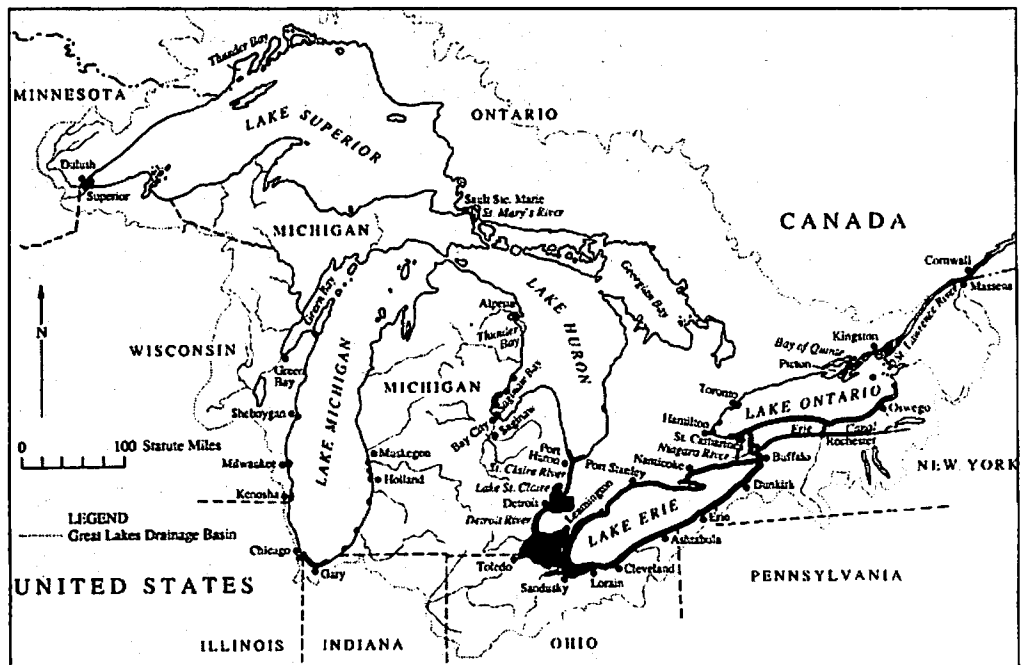 Thunder Bay
MINNESOTA
LAKE SUPERIOR
ONTARIO
Duluth
Superior
Sault Ste. Marie
St. Mary's River
CANADA
MICHIGAN
Georgian Bay
Cornwall
Massena
Green Bay
LAKE HURON
Alpena
Thunder Bay
N
WISCONSIN
Green
Bay
MICHIGAN
Saginaw Bay
Bay City
Saginaw
Kingston
St. Lawrence River
Bay of Quinte
Picton
Toronto
LAKE ONTARIO
Oswego
Sheboygan
LAKE MICHIGAN
Hamilton
St. Catharines
Erie Canal
Rochester
Niagara River
0 100 Statute Miles
Milwaukee
Muskegon
Holland
Port
Huron
St. Claire River
Port Stanley
Nanticoke
Buffalo
NEW YORK
Kenosha
Lake St. Claire
Detroit
Leamington
Dunkirk
Detroit River
LAKE ERIE
Erie
Ashtabula
LEGEND
Great Lakes Drainage Basin
Chicago
Gary
Toledo
Sandusky
Lorain
Cleveland
PENNSYLVANIA
UNITED STATES
ILLINOIS
INDIANA
OHIO